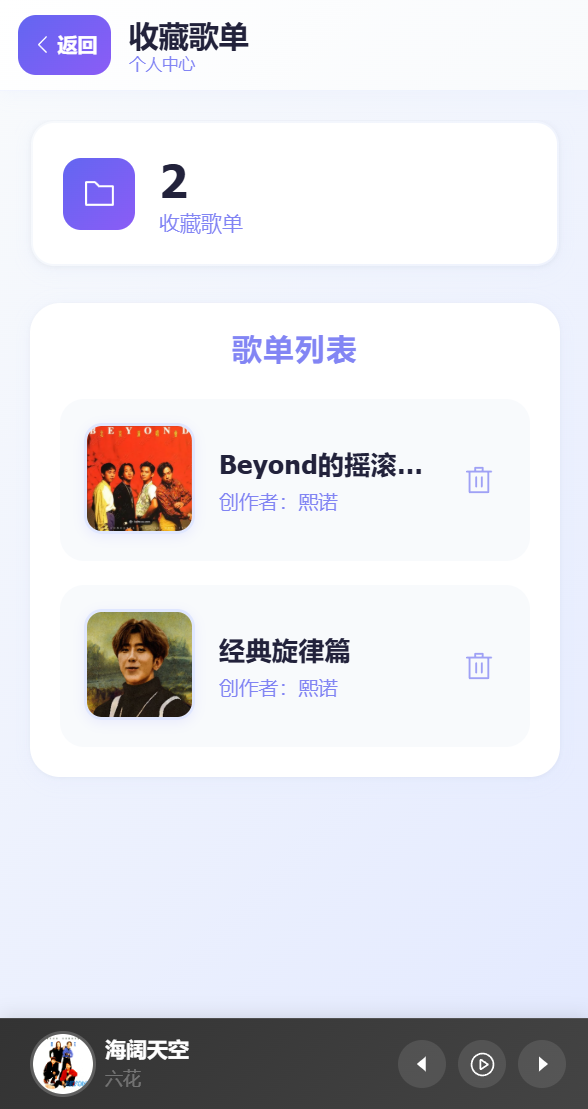 返回
收藏歌单
个人中心
2
收藏歌单
歌单列表
BEYOND
Beyond的摇滚...
创作者：熙诺
经典旋律篇
创作者：熙诺
海阔天空
六花